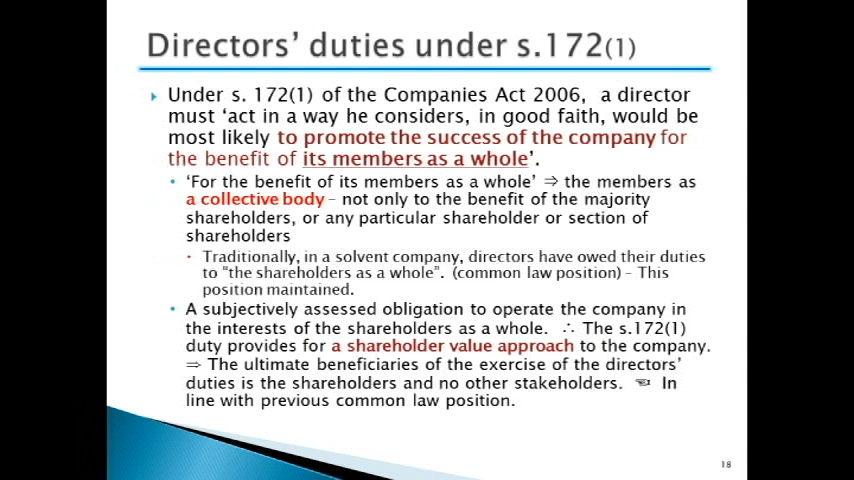 Directors' duties under s.172(1)
Under s. 172(1) of the Companies Act 2006, a director
must 'act in a way he considers, in good faith, would be
most likely to promote the success of the company for
the benefit of its members as a whole'.
• 'For the benefit of its members as a whole' ⇒ the members as
a collective body – not only to the benefit of the majority
shareholders, or any particular shareholder or section of
shareholders
• Traditionally, in a solvent company, directors have owed their duties
to "the shareholders as a whole". (common law position) – This
position maintained.
• A subjectively assessed obligation to operate the company in
the interests of the shareholders as a whole. ∴ The s.172(1)
duty provides for a shareholder value approach to the company.
⇒ The ultimate beneficiaries of the exercise of the directors'
duties is the shareholders and no other stakeholders. ☜ In
line with previous common law position.
18